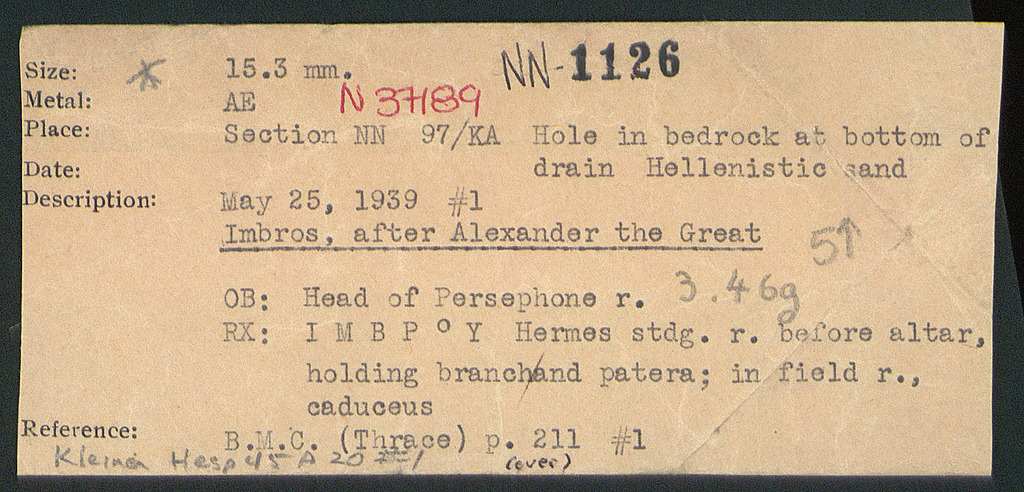 Size: 15.3 mm. NN-1126
Metal: AE N 37189
Place: Section NN 97/KA Hole in bedrock at bottom of
Date: drain Hellenistic sand
Description: May 25, 1939 #1
Imbros, after Alexander the Great
5↑
OB: Head of Persephone r. 3.46g
RX: I M B P o Y Hermes stdg. r. before altar,
holding branch/and patera; in field r.,
caduceus
Reference: B.M.C. (Thrace) p. 211 #1
Kleiner Hesp 45 A 20 #1 (over)